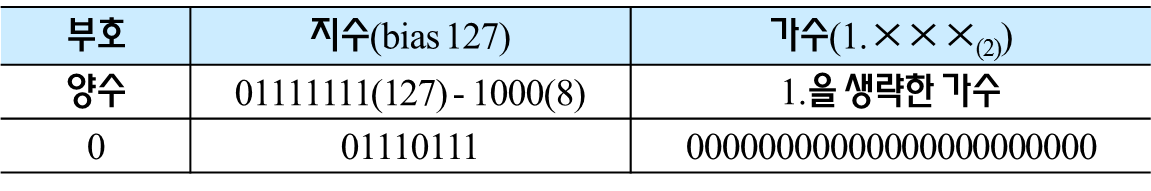 부호 지수(bias 127) 가수(1.×××(2))
양수 01111111(127) - 1000(8) 1.을 생략한 가수
0 01110111 00000000000000000000000